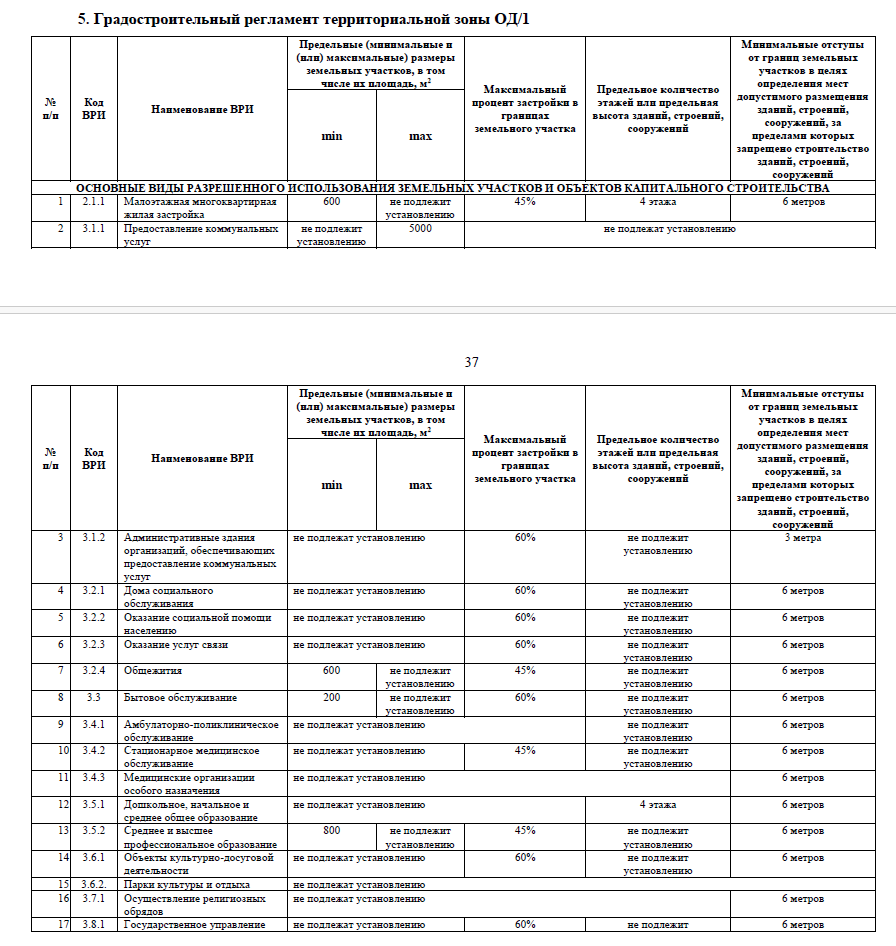 5. Градостроительный регламент территориальной зоны ОД/1
№
п/п
Код
ВРИ
Наименование ВРИ
Предельные (минимальные и
(или) максимальные) размеры
земельных участков, в том
числе их площадь, м²
min
max
Максимальный
процент застройки в
границах
земельного участка
Предельное количество
этажей или предельная
высота зданий, строений,
сооружений
Минимальные отступы
от границ земельных
участков в целях
определения мест
допустимого размещения
зданий, строений,
сооружений, за
пределами которых
запрещено строительство
зданий, строений,
сооружений
ОСНОВНЫЕ ВИДЫ РАЗРЕШЕННОГО ИСПОЛЬЗОВАНИЯ ЗЕМЕЛЬНЫХ УЧАСТКОВ И ОБЪЕКТОВ КАПИТАЛЬНОГО СТРОИТЕЛЬСТВА
1 2.1.1 Малоэтажная многоквартирная 600 не подлежит 45% 4 этажа 6 метров
жилая застройка установлению
2 3.1.1 Предоставление коммунальных не подлежит 5000 не подлежат установлению
услуг установлению
37
№
п/п
Код
ВРИ
Наименование ВРИ
Предельные (минимальные и
(или) максимальные) размеры
земельных участков, в том
числе их площадь, м²
min
max
Максимальный
процент застройки в
границах
земельного участка
Предельное количество
этажей или предельная
высота зданий, строений,
сооружений
Минимальные отступы
от границ земельных
участков в целях
определения мест
допустимого размещения
зданий, строений,
сооружений, за
пределами которых
запрещено строительство
зданий, строений,
сооружений
3 3.1.2 Административные здания не подлежат установлению 60% не подлежит 3 метра
организаций, обеспечивающих установлению
предоставление коммунальных
услуг
4 3.2.1 Дома социального не подлежат установлению 60% не подлежит 6 метров
обслуживания установлению
5 3.2.2 Оказание социальной помощи не подлежат установлению 60% не подлежит 6 метров
населению установлению
6 3.2.3 Оказание услуг связи не подлежат установлению 60% не подлежит 6 метров
установлению
7 3.2.4 Общежития 600 не подлежит 45% не подлежит 6 метров
установлению установлению
8 3.3 Бытовое обслуживание 200 не подлежит 60% не подлежит 6 метров
установлению установлению
9 3.4.1 Амбулаторно-поликлиническое не подлежат установлению не подлежит 6 метров
обслуживание установлению
10 3.4.2 Стационарное медицинское не подлежат установлению 45% не подлежит 6 метров
обслуживание установлению
11 3.4.3 Медицинские организации не подлежат установлению 6 метров
особого назначения
12 3.5.1 Дошкольное, начальное и не подлежат установлению 4 этажа 6 метров
среднее общее образование
13 3.5.2 Среднее и высшее 800 не подлежит 45% не подлежит 6 метров
профессиональное образование установлению установлению
14 3.6.1 Объекты культурно-досуговой не подлежат установлению 60% не подлежит 6 метров
деятельности установлению
15 3.6.2. Парки культуры и отдыха не подлежат установлению
16 3.7.1 Осуществление религиозных не подлежат установлению 6 метров
обрядов
17 3.8.1 Государственное управление не подлежат установлению 60% не подлежит 6 метров